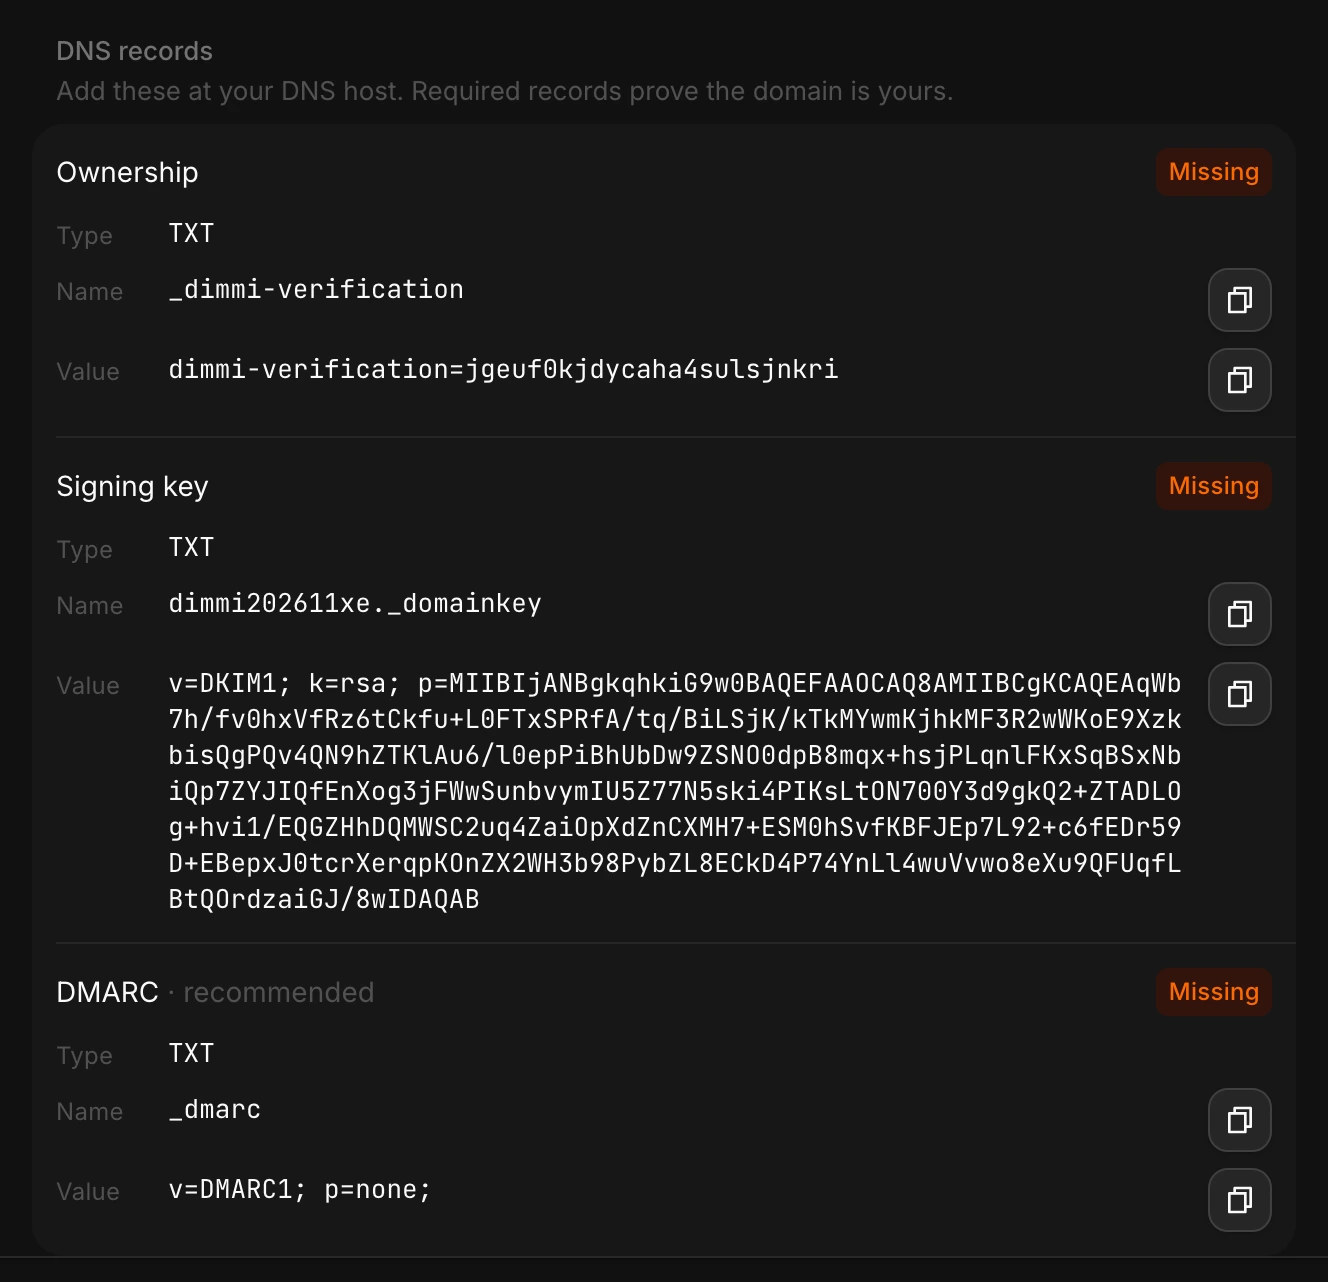 DNS records
Add these at your DNS host. Required records prove the domain is yours.
Ownership
Missing
Type TXT
Name _dimmi-verification
Value dimmi-verification=jgeuf0kjdycaha4sulsjnkri
Signing key
Missing
Type TXT
Name dimmi202611xe._domainkey
Value v=DKIM1; k=rsa; p=MIIBIjANBgkqhkiG9w0BAQEFAAOCAQ8AMIIBCgKCAQEAqWb
7h/fv0hxVfRz6tCkfu+L0FTxSPRfA/tq/BiLSjK/kTkMYwmKjhkMF3R2wWKoE9Xzk
bisQgPQv4QN9hZTKlAu6/l0epPiBhUbDw9ZSNO0dpB8mqx+hsjPLqnlFKxSqBSxNb
iQp7ZYJIQfEnXog3jFWwSunbvymIU5Z77N5ski4PIKsLtON700Y3d9gkQ2+ZTADLO
g+hvi1/EQGZHhDQMWSC2uq4ZaiOpXdZnCXMH7+ESM0hSvfKBFJEp7L92+c6fEDr59
D+EBepxJ0tcrXerqpKOnZX2WH3b98PybZL8ECkD4P74YnLl4wuVvwo8eXu9QFUqfL
BtQOrdzaiGJ/8wIDAQAB
DMARC · recommended
Missing
Type TXT
Name _dmarc
Value v=DMARC1; p=none;